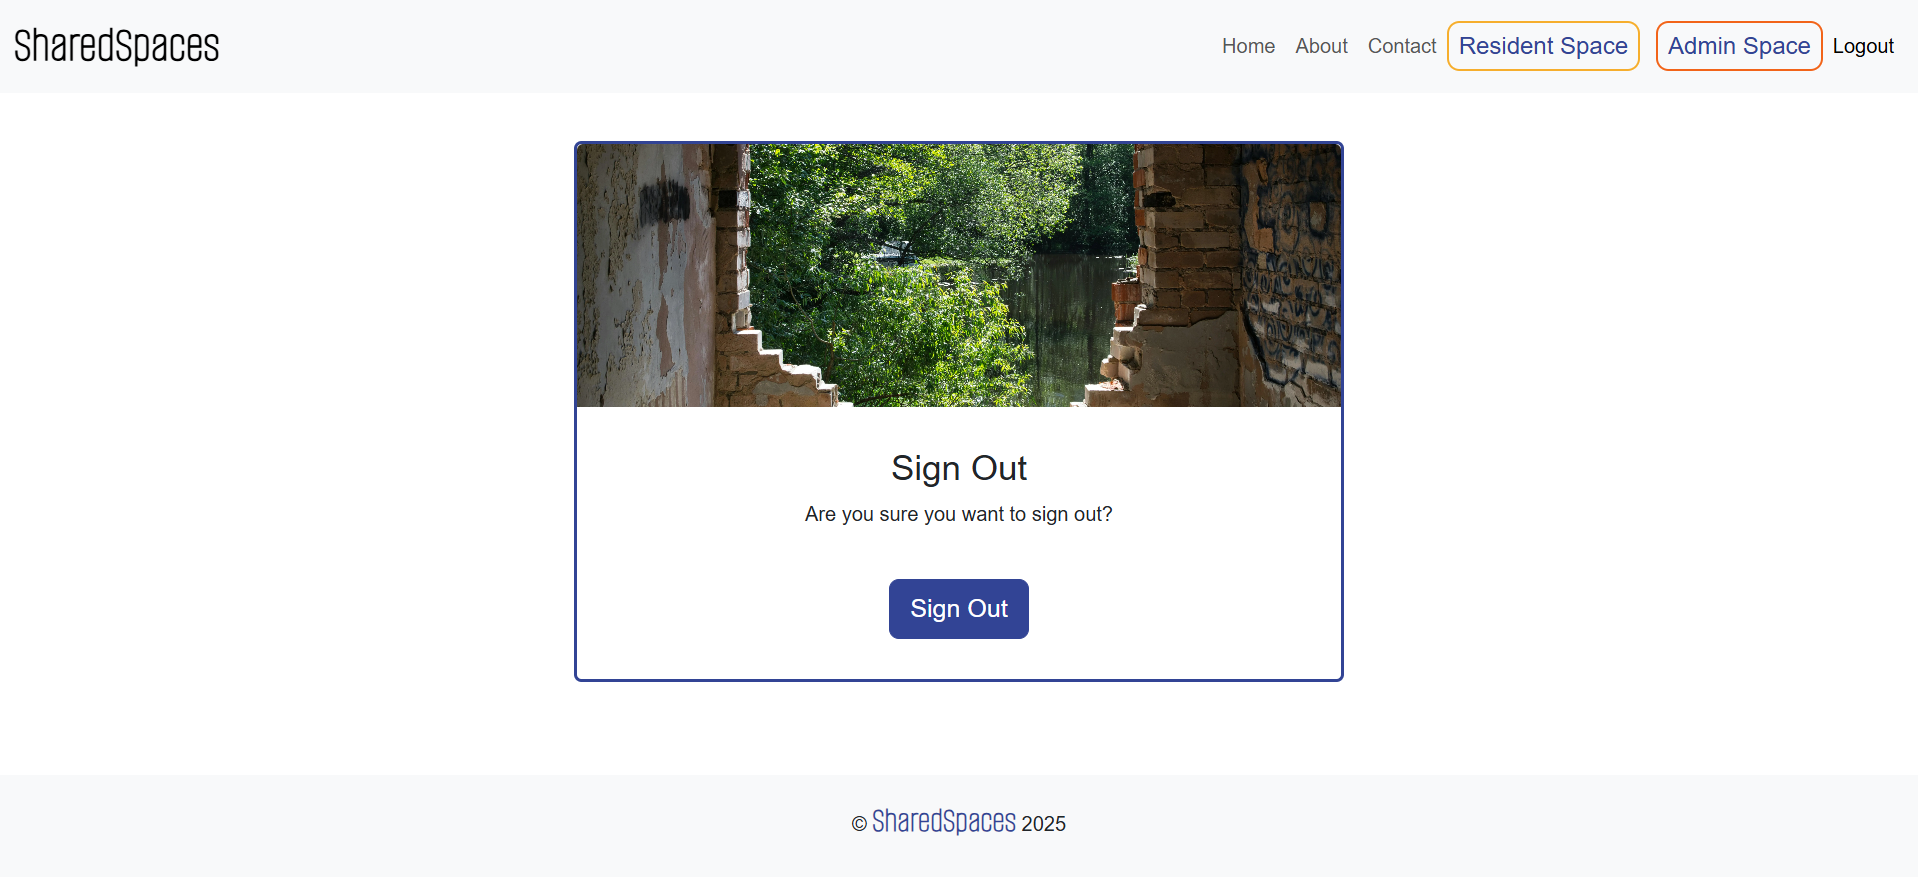 SharedSpaces
Home About Contact Resident Space Admin Space Logout
Sign Out
Are you sure you want to sign out?
Sign Out
© SharedSpaces 2025